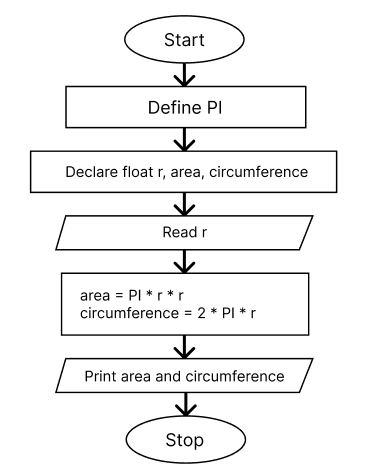 Start
Define PI
Declare float r, area, circumference
Read r
area = PI * r * r
circumference = 2 * PI * r
Print area and circumference
Stop